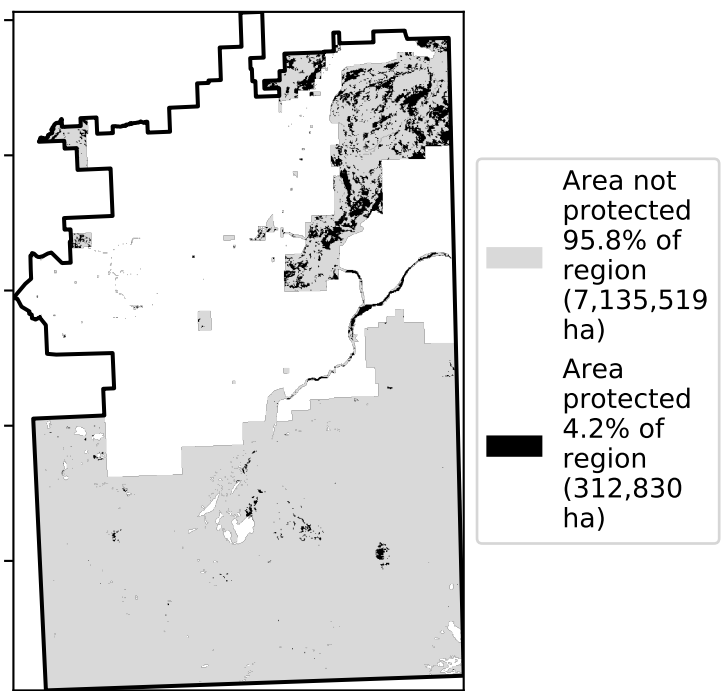 Area not
protected
95.8% of
region
(7,135,519
ha)
Area
protected
4.2% of
region
(312,830
ha)